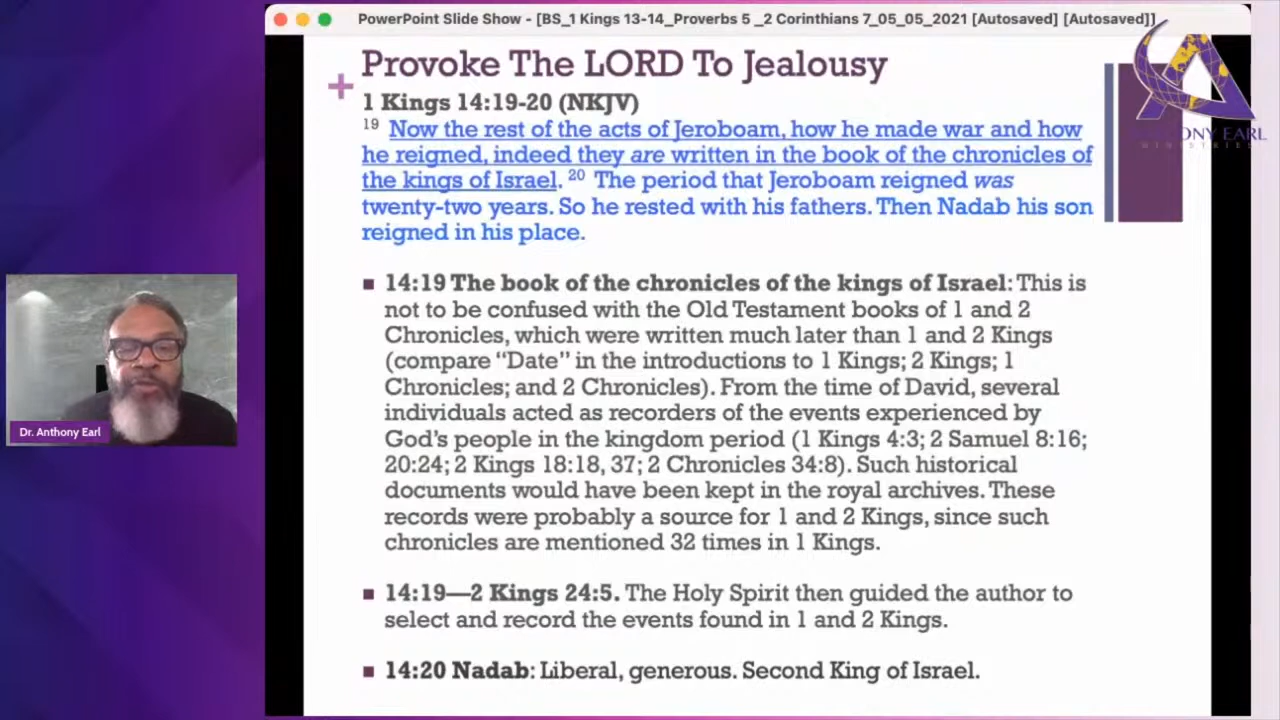 PowerPoint Slide Show - [BS_1 Kings 13-14_Proverbs 5 _2 Corinthians 7_05_05_2021 [Autosaved] [Autosaved]]
Provoke The LORD To Jealousy
1 Kings 14:19-20 (NKJV)
19 Now the rest of the acts of Jeroboam, how he made war and how
he reigned, indeed they are written in the book of the chronicles of
the kings of Israel. 20 The period that Jeroboam reigned was
twenty-two years. So he rested with his fathers. Then Nadab his son
reigned in his place.
■ 14:19 The book of the chronicles of the kings of Israel: This is
not to be confused with the Old Testament books of 1 and 2
Chronicles, which were written much later than 1 and 2 Kings
(compare “Date” in the introductions to 1 Kings; 2 Kings; 1
Chronicles; and 2 Chronicles). From the time of David, several
individuals acted as recorders of the events experienced by
God’s people in the kingdom period (1 Kings 4:3; 2 Samuel 8:16;
20:24; 2 Kings 18:18, 37; 2 Chronicles 34:8). Such historical
documents would have been kept in the royal archives. These
records were probably a source for 1 and 2 Kings, since such
chronicles are mentioned 32 times in 1 Kings.
■ 14:19—2 Kings 24:5. The Holy Spirit then guided the author to
select and record the events found in 1 and 2 Kings.
■ 14:20 Nadab: Liberal, generous. Second King of Israel.
Dr. Anthony Earl
ANTHONY EARL
MINISTRIES